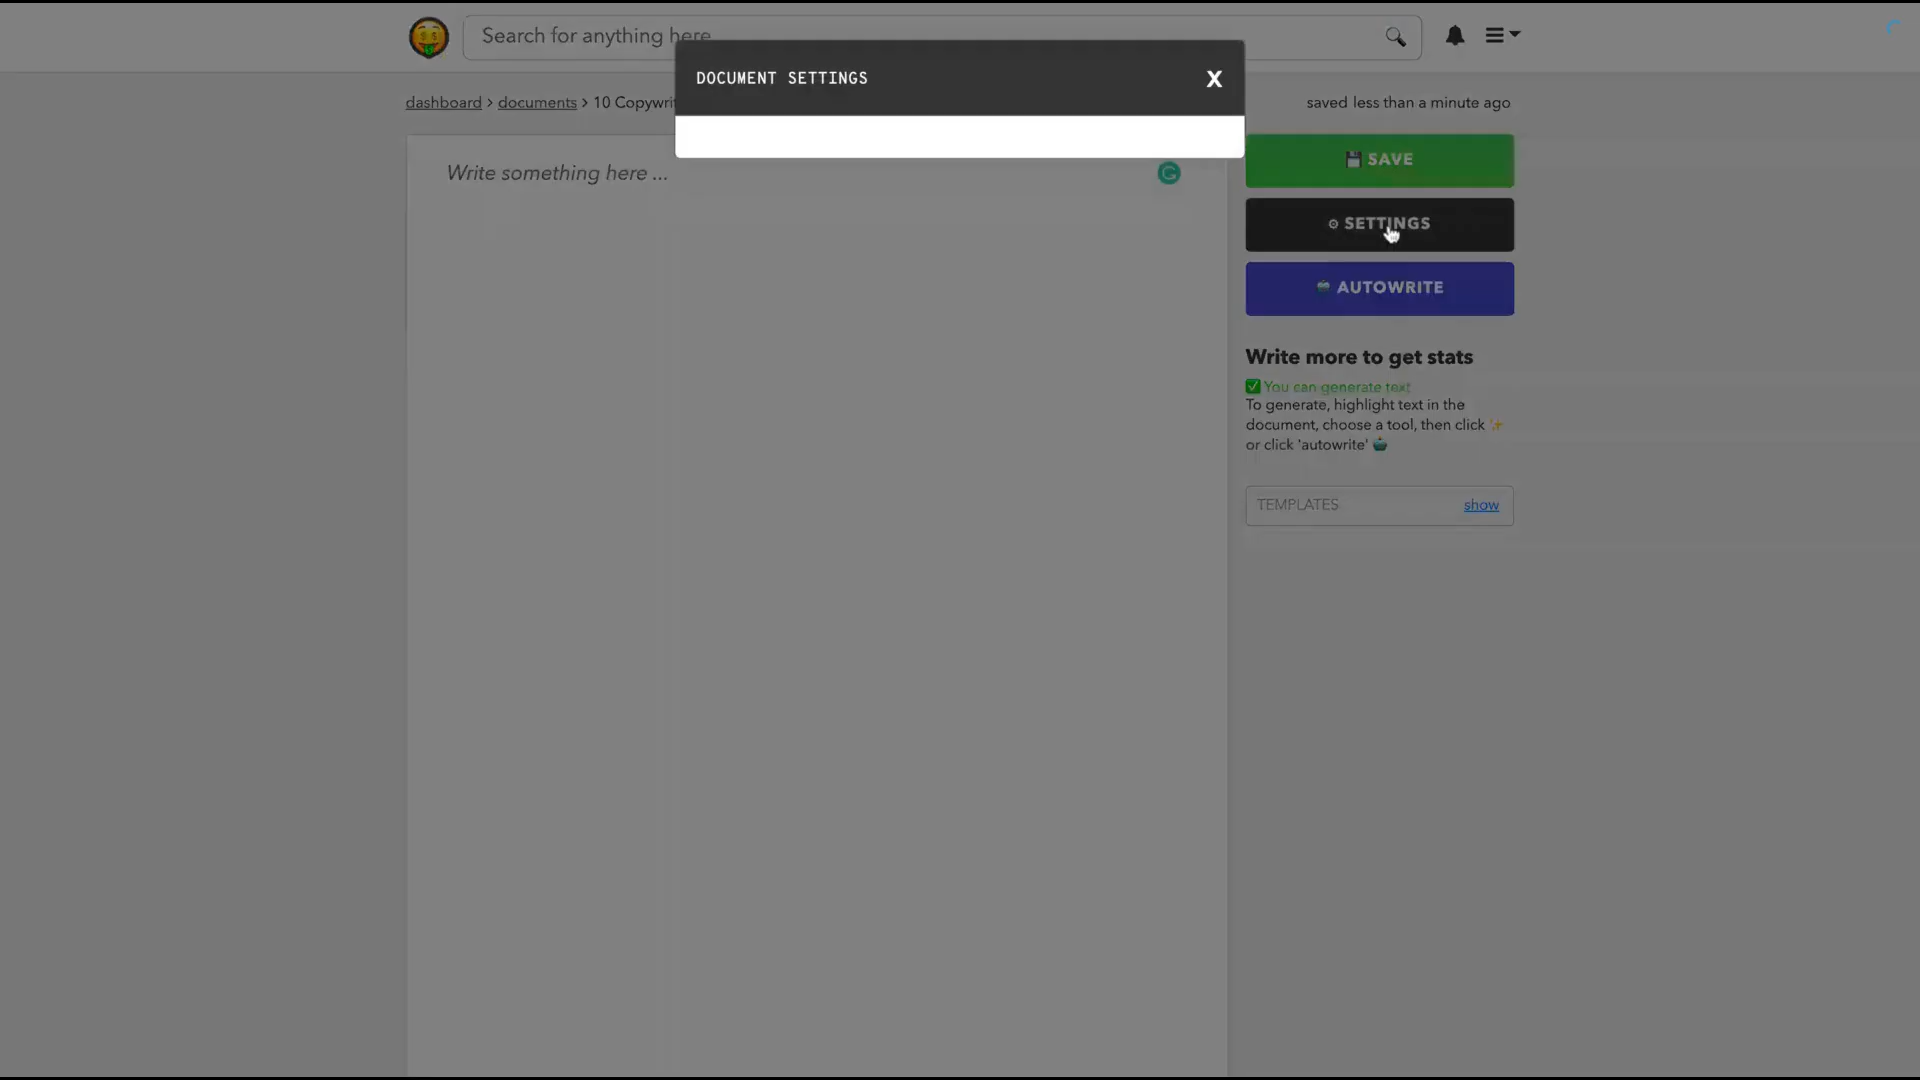 Search for anything here
DOCUMENT SETTINGS X
dashboard > documents > 10 Copywri
saved less than a minute ago
Write something here ...
SAVE
SETTINGS
AUTOWRITE
Write more to get stats
You can generate text
To generate, highlight text in the
document, choose a tool, then click
or click 'autowrite'
TEMPLATES show